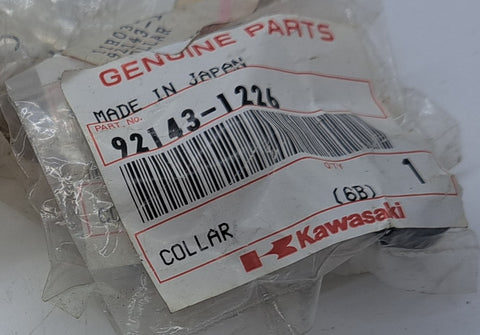 GENUINE PARTS
MADE IN JAPAN
PART NO.
92143-1226
QTY
(6B) 1
COLLAR
Kawasaki